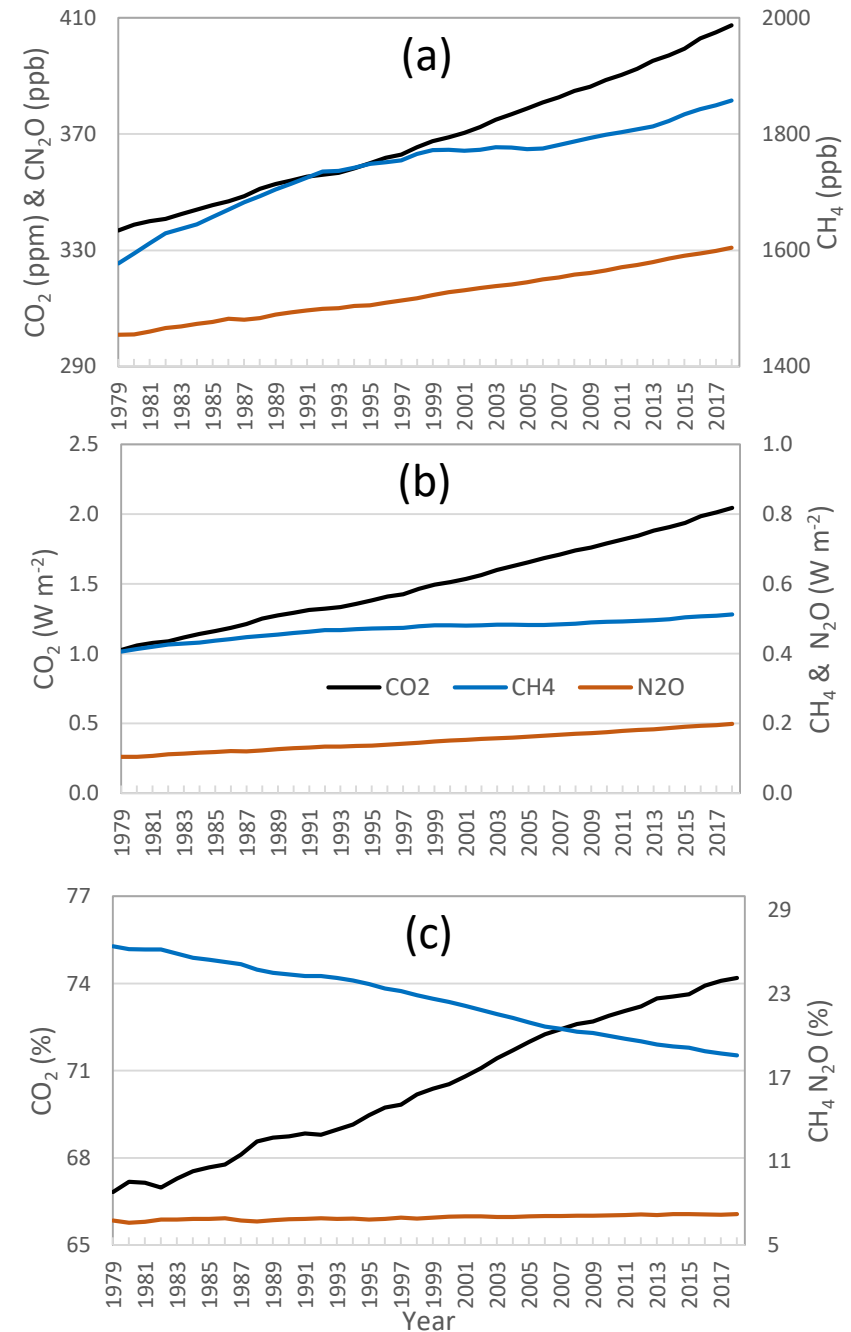 (a)
410
370
330
290
CO₂ (ppm) & CN₂O (ppb)
2000
1800
1600
1400
CH₄ (ppb)
1979 1981 1983 1985 1987 1989 1991 1993 1995 1997 1999 2001 2003 2005 2007 2009 2011 2013 2015 2017
(b)
2.5
2.0
1.5
1.0
0.5
0.0
CO₂ (W m⁻²)
1.0
0.8
0.6
0.4
0.2
0.0
CH₄ & N₂O (W m⁻²)
CO2 CH4 N2O
1979 1981 1983 1985 1987 1989 1991 1993 1995 1997 1999 2001 2003 2005 2007 2009 2011 2013 2015 2017
(c)
77
74
71
68
65
CO₂ (%)
29
23
17
11
5
CH₄ N₂O (%)
1979 1981 1983 1985 1987 1989 1991 1993 1995 1997 1999 2001 2003 2005 2007 2009 2011 2013 2015 2017
Year